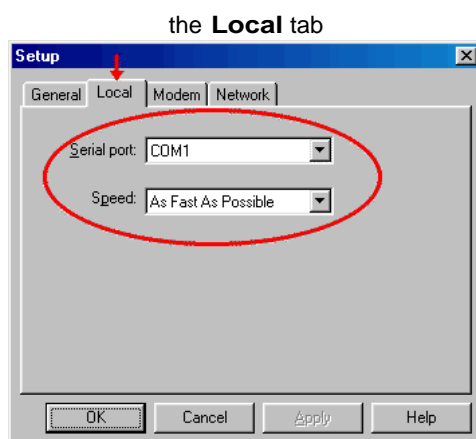 the Local tab
Setup
General Local Modem Network
Serial port: COM1
Speed: As Fast As Possible
OK Cancel Apply Help